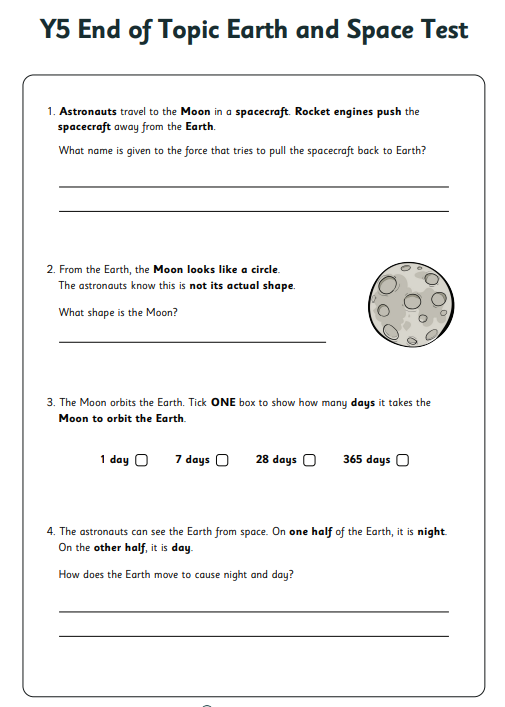 Y5 End of Topic Earth and Space Test
1. Astronauts travel to the Moon in a spacecraft. Rocket engines push the
spacecraft away from the Earth.
What name is given to the force that tries to pull the spacecraft back to Earth?
2. From the Earth, the Moon looks like a circle.
The astronauts know this is not its actual shape.
What shape is the Moon?
3. The Moon orbits the Earth. Tick ONE box to show how many days it takes the
Moon to orbit the Earth.
1 day 7 days 28 days 365 days
4. The astronauts can see the Earth from space. On one half of the Earth, it is night.
On the other half, it is day.
How does the Earth move to cause night and day?